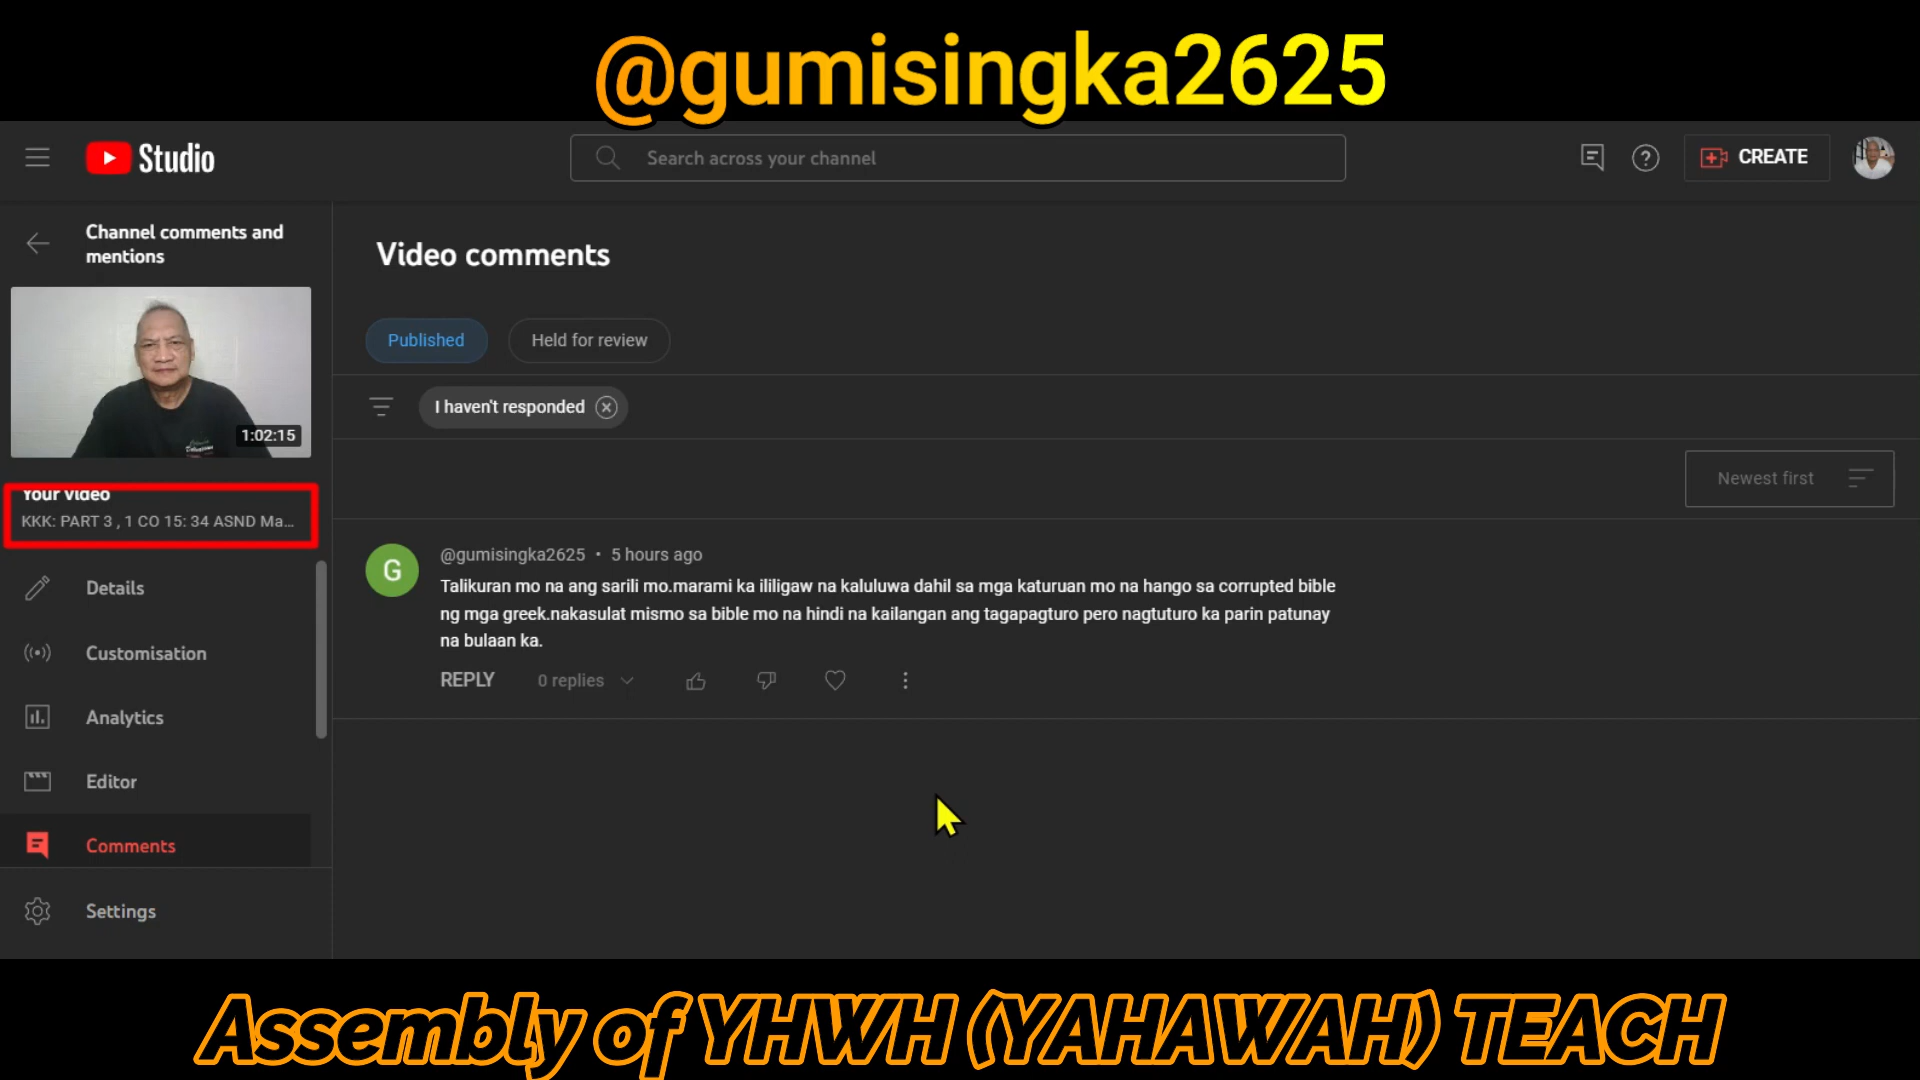 @gumisingka2625
Studio
Search across your channel
CREATE
Channel comments and
mentions
1:02:15
Your video
KKK: PART 3 , 1 CO 15: 34 ASND Ma...
Details
Customisation
Analytics
Editor
Comments
Settings
Video comments
Published
Held for review
I haven't responded
Newest first
G
@gumisingka2625 • 5 hours ago
Talikuran mo na ang sarili mo.marami ka ililigaw na kaluluwa dahil sa mga katuruan mo na hango sa corrupted bible
ng mga greek.nakasulat mismo sa bible mo na hindi na kailangan ang tagapagturo pero nagtuturo ka parin patunay
na bulaan ka.
REPLY
0 replies
Assembly of YHWH (YAHAWAH) TEACH